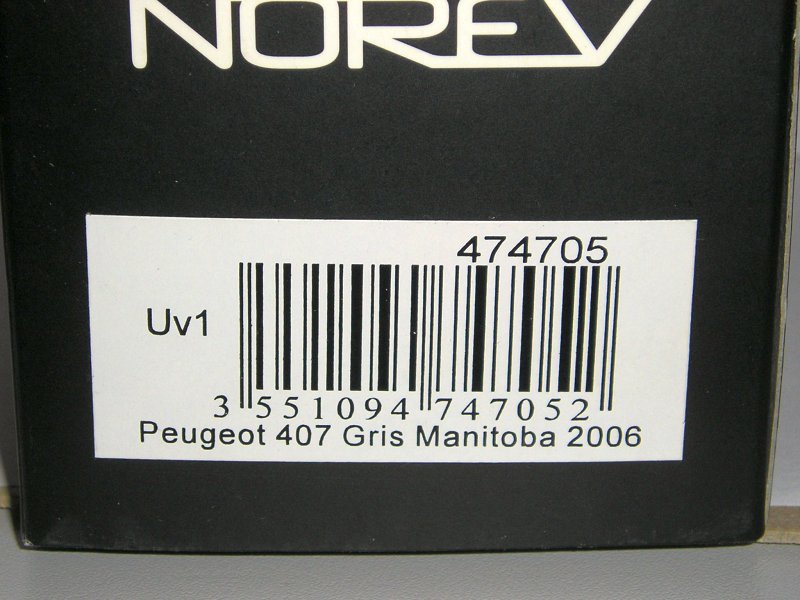 NOREV
474705
Uv1
3 551094 747052
Peugeot 407 Gris Manitoba 2006